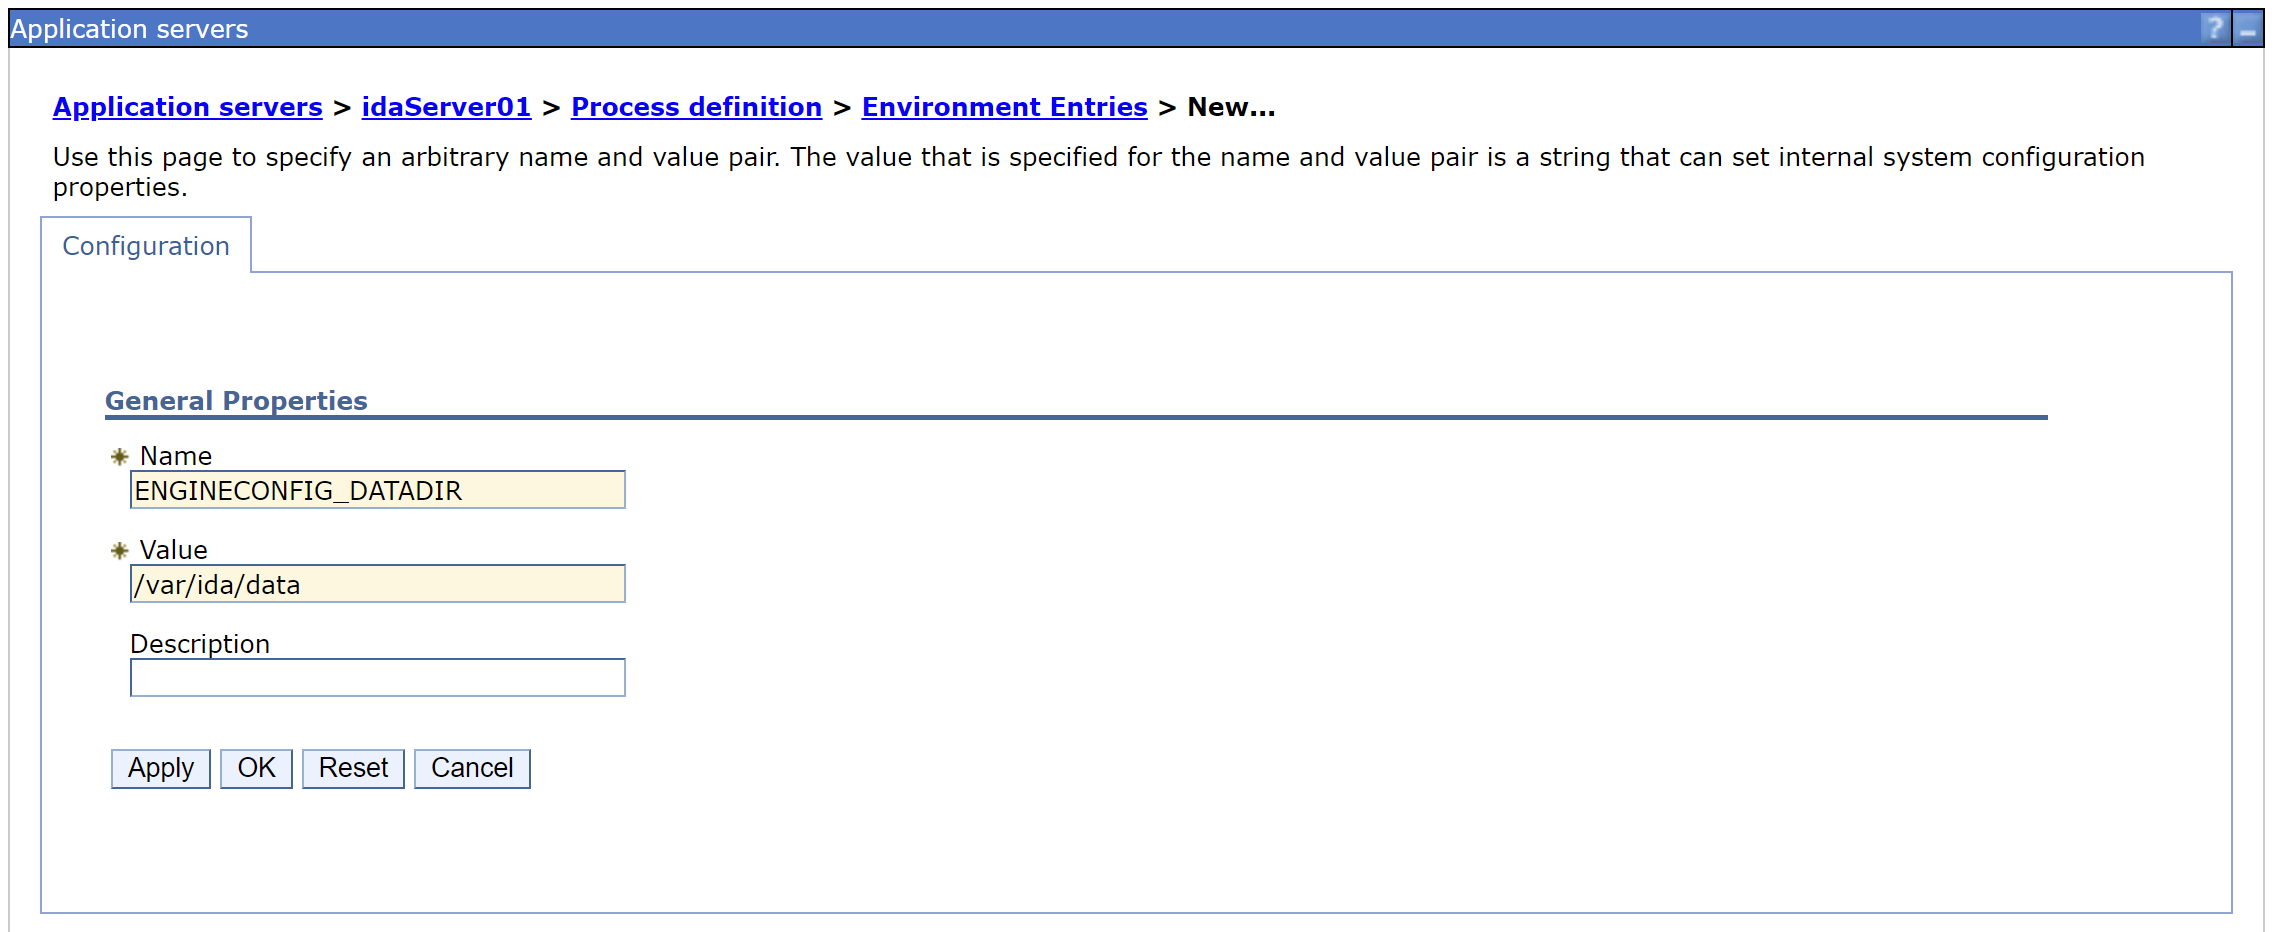 Application servers ?
Application servers > idaServer01 > Process definition > Environment Entries > New...
Use this page to specify an arbitrary name and value pair. The value that is specified for the name and value pair is a string that can set internal system configuration
properties.
Configuration
General Properties
Name
ENGINECONFIG_DATADIR
Value
/var/ida/data
Description
Apply OK Reset Cancel